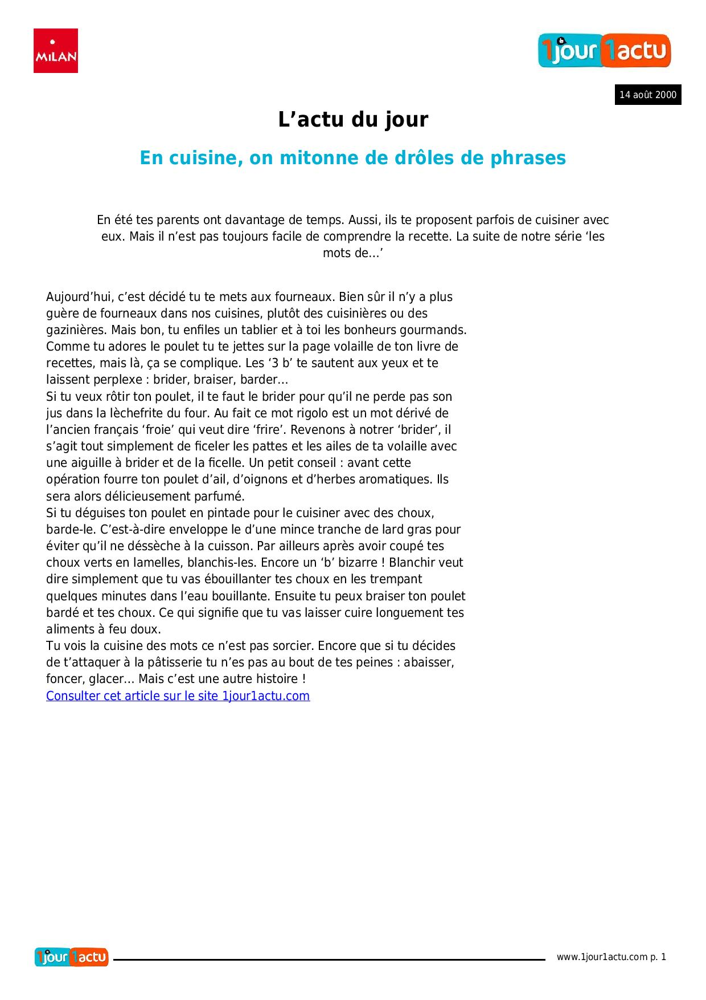 MiLAN
1jour1actu
14 août 2000
L’actu du jour
En cuisine, on mitonne de drôles de phrases
En été tes parents ont davantage de temps. Aussi, ils te proposent parfois de cuisiner avec
eux. Mais il n’est pas toujours facile de comprendre la recette. La suite de notre série ‘les
mots de…’
Aujourd’hui, c’est décidé tu te mets aux fourneaux. Bien sûr il n’y a plus
guère de fourneaux dans nos cuisines, plutôt des cuisinières ou des
gazinières. Mais bon, tu enfiles un tablier et à toi les bonheurs gourmands.
Comme tu adores le poulet tu te jettes sur la page volaille de ton livre de
recettes, mais là, ça se complique. Les ‘3 b’ te sautent aux yeux et te
laissent perplexe : brider, braiser, barder…
Si tu veux rôtir ton poulet, il te faut le brider pour qu’il ne perde pas son
jus dans la lèchefrite du four. Au fait ce mot rigolo est un mot dérivé de
l’ancien français ‘froie’ qui veut dire ‘frire’. Revenons à notrer ‘brider’, il
s’agit tout simplement de ficeler les pattes et les ailes de ta volaille avec
une aiguille à brider et de la ficelle. Un petit conseil : avant cette
opération fourre ton poulet d’ail, d’oignons et d’herbes aromatiques. Ils
sera alors délicieusement parfumé.
Si tu déguises ton poulet en pintade pour le cuisiner avec des choux,
barde-le. C’est-à-dire enveloppe le d’une mince tranche de lard gras pour
éviter qu’il ne déssèche à la cuisson. Par ailleurs après avoir coupé tes
choux verts en lamelles, blanchis-les. Encore un ‘b’ bizarre ! Blanchir veut
dire simplement que tu vas ébouillanter tes choux en les trempant
quelques minutes dans l’eau bouillante. Ensuite tu peux braiser ton poulet
bardé et tes choux. Ce qui signifie que tu vas laisser cuire longuement tes
aliments à feu doux.
Tu vois la cuisine des mots ce n’est pas sorcier. Encore que si tu décides
de t’attaquer à la pâtisserie tu n’es pas au bout de tes peines : abaisser,
foncer, glacer… Mais c’est une autre histoire !
Consulter cet article sur le site 1jour1actu.com
1jour1actu
www.1jour1actu.com p. 1